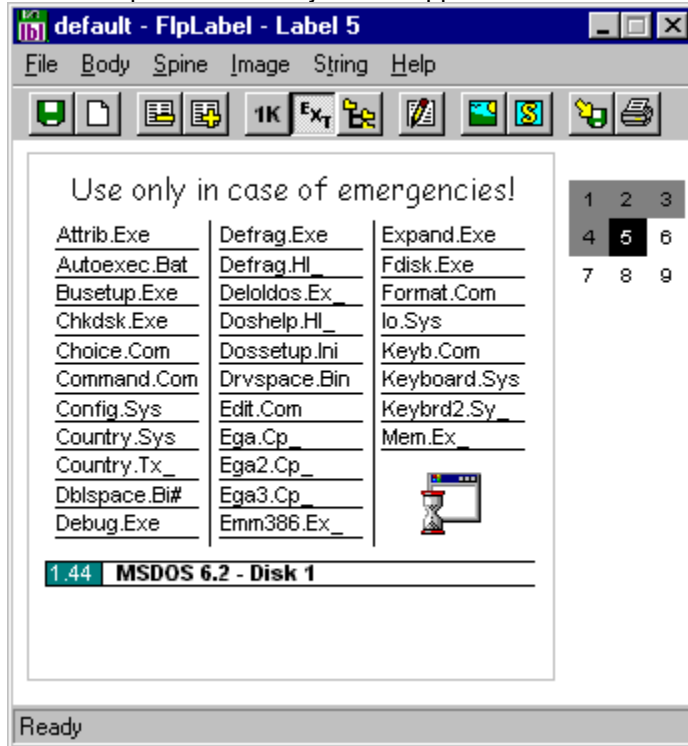 default - FlpLabel - Label 5
File Body Spine Image String Help
1K EXT
Use only in case of emergencies!
1 2 3
4 5 6
7 8 9
Attrib.Exe Defrag.Exe Expand.Exe
Autoexec.Bat Defrag.Hl_ Fdisk.Exe
Busetup.Exe Deloldos.Ex_ Format.Com
Chkdsk.Exe Doshelp.Hl_ Io.Sys
Choice.Com Dossetup.Ini Keyb.Com
Command.Com Drvspace.Bin Keyboard.Sys
Config.Sys Edit.Com Keybrd2.Sy_
Country.Sys Ega.Cp_ Mem.Ex_
Country.Tx_ Ega2.Cp_
Dblspace.Bi# Ega3.Cp_
Debug.Exe Emm386.Ex_
1.44 MSDOS 6.2 - Disk 1
Ready